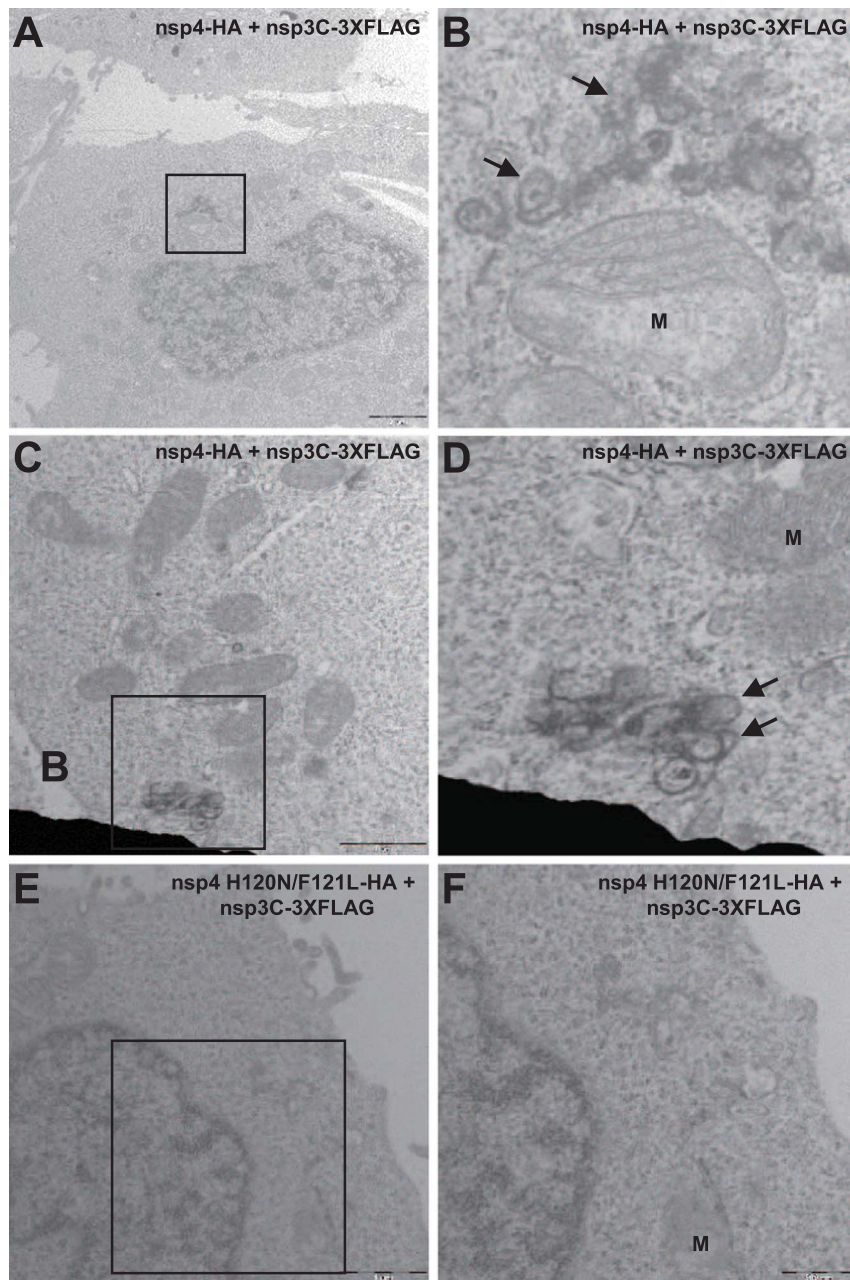 A
nsp4-HA + nsp3C-3XFLAG
B
nsp4-HA + nsp3C-3XFLAG
M
C
nsp4-HA + nsp3C-3XFLAG
B
D
nsp4-HA + nsp3C-3XFLAG
M
E
nsp4 H120N/F121L-HA +
nsp3C-3XFLAG
F
nsp4 H120N/F121L-HA +
nsp3C-3XFLAG
M